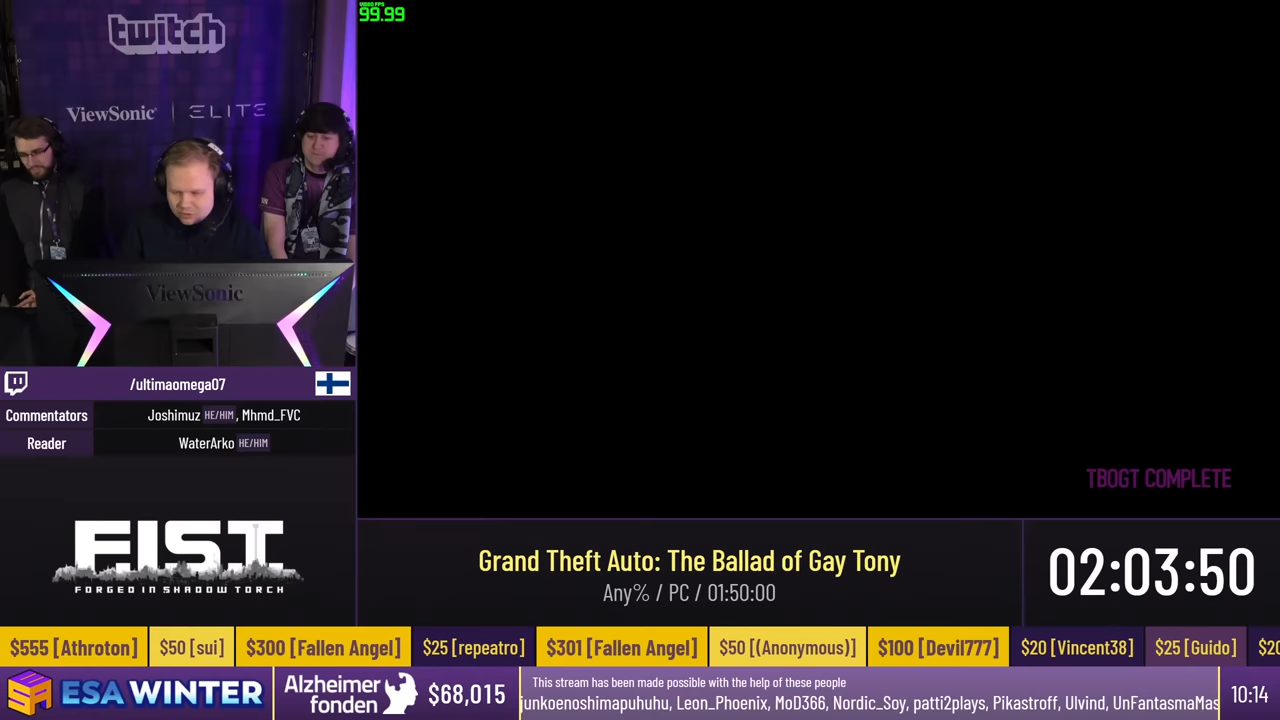 VIDEO FPS
99.99
twitch
ViewSonic | ELITE
ViewSonic
/ultimaomega07
Commentators Joshimuz HE/HIM, Mhmd_FVC
Reader WaterArko HE/HIM
F.I.S.T.
FORGED IN SHADOW TORCH
TBOGT COMPLETE
Grand Theft Auto: The Ballad of Gay Tony
Any% / PC / 01:50:00
02:03:50
$555 [Athroton] $50 [sui] $300 [Fallen Angel] $25 [repeatro] $301 [Fallen Angel] $50 [(Anonymous)] $100 [Devil777] $20 [Vincent38] $25 [Guido]
ESA WINTER
Alzheimer
fonden
$68,015
This stream has been made possible with the help of these people
junkoenoshimapuhuhu, Leon_Phoenix, MoD366, Nordic_Soy, patti2plays, Pikastroff, Ulvind, UnFantasmaMas
10:14